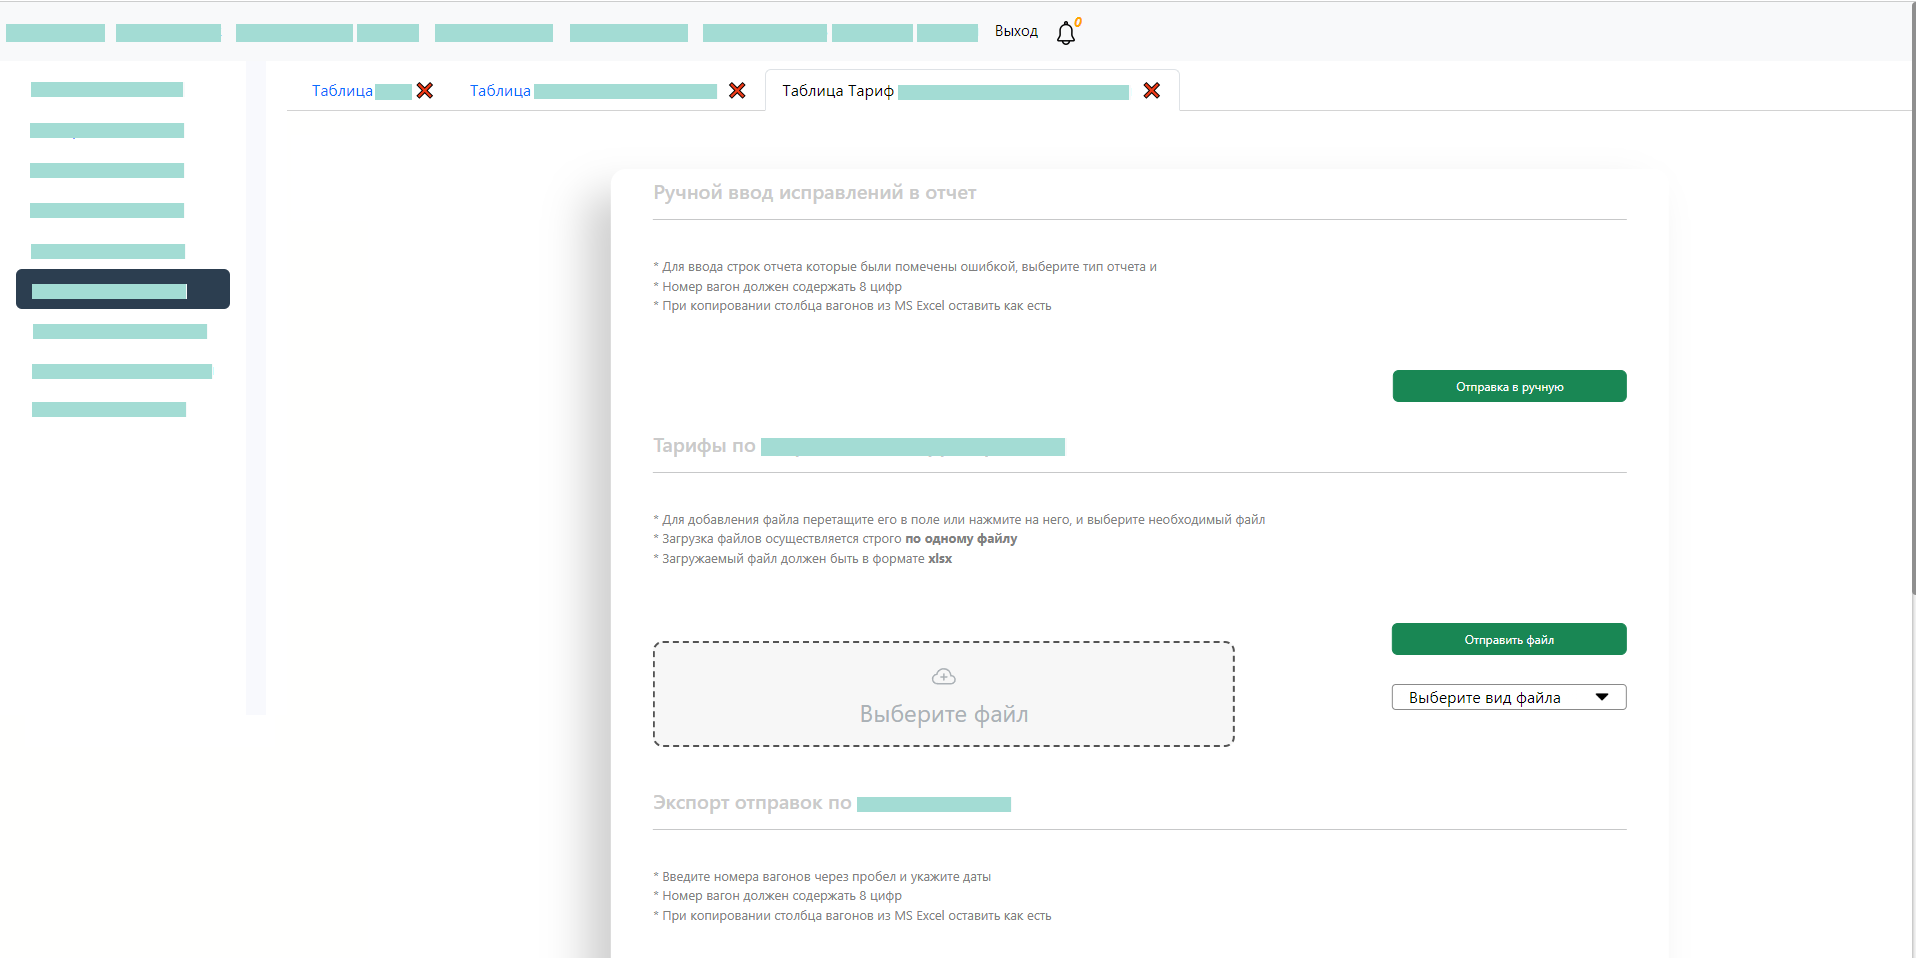 Выход
0
Таблица
Таблица
Таблица Тариф
Ручной ввод исправлений в отчет
* Для ввода строк отчета которые были помечены ошибкой, выберите тип отчета и
* Номер вагон должен содержать 8 цифр
* При копировании столбца вагонов из MS Excel оставить как есть
Отправка в ручную
Тарифы по
* Для добавления файла перетащите его в поле или нажмите на него, и выберите необходимый файл
* Загрузка файлов осуществляется строго по одному файлу
* Загружаемый файл должен быть в формате xlsx
Отправить файл
Выберите вид файла
Выберите файл
Экспорт отправок по
* Введите номера вагонов через пробел и укажите даты
* Номер вагон должен содержать 8 цифр
* При копировании столбца вагонов из MS Excel оставить как есть